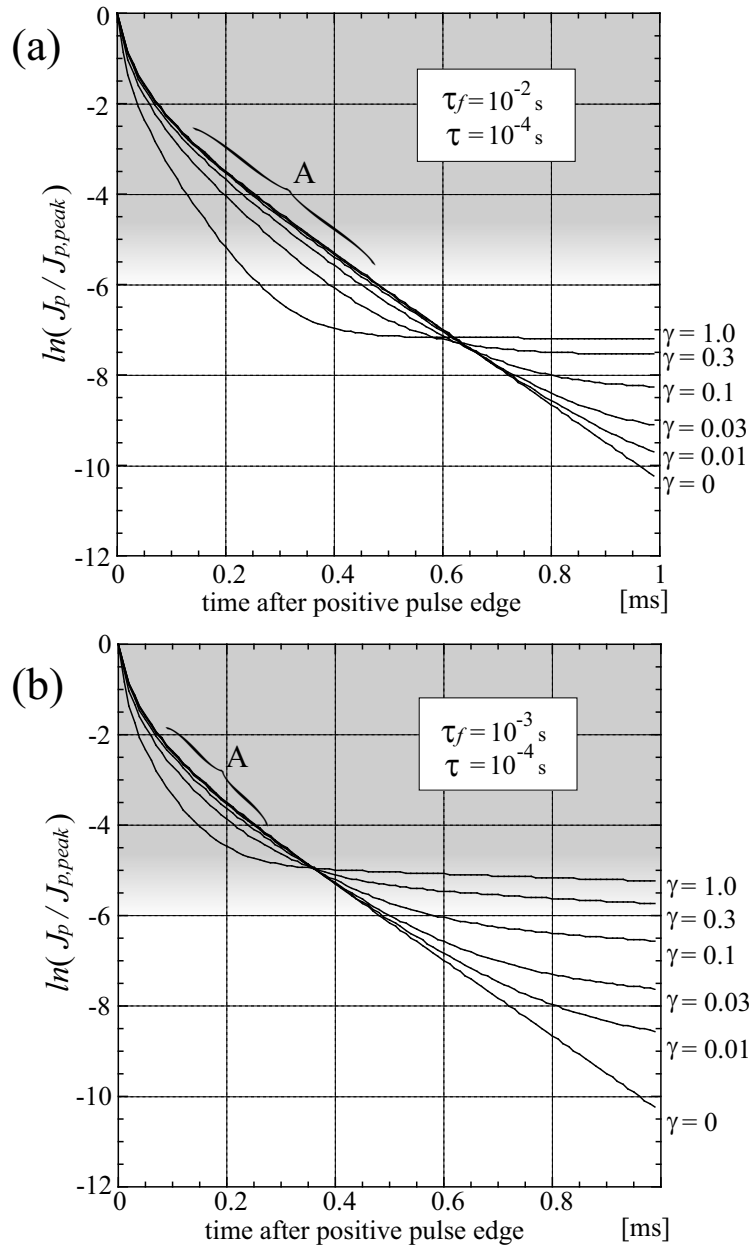 (a)
τf = 10⁻² s
τ = 10⁻⁴ s
A
ln( Jp / Jp,peak)
0
-2
-4
-6
-8
-10
-12
γ = 1.0
γ = 0.3
γ = 0.1
γ = 0.03
γ = 0.01
γ = 0
0 0.2 0.4 0.6 0.8 1
time after positive pulse edge [ms]
(b)
τf = 10⁻³ s
τ = 10⁻⁴ s
A
ln( Jp / Jp,peak)
0
-2
-4
-6
-8
-10
-12
γ = 1.0
γ = 0.3
γ = 0.1
γ = 0.03
γ = 0.01
γ = 0
0 0.2 0.4 0.6 0.8 1
time after positive pulse edge [ms]